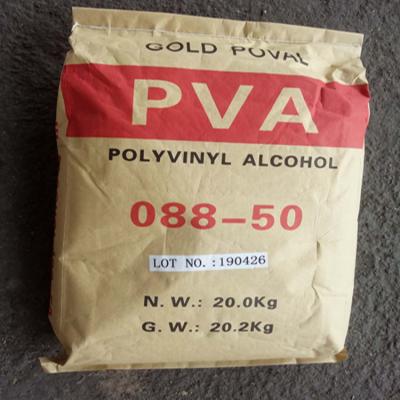 GOLD POVAL
PVA
POLYVINYL ALCOHOL
088-50
LOT NO.:190426
N.W.: 20.0Kg
G.W.: 20.2Kg